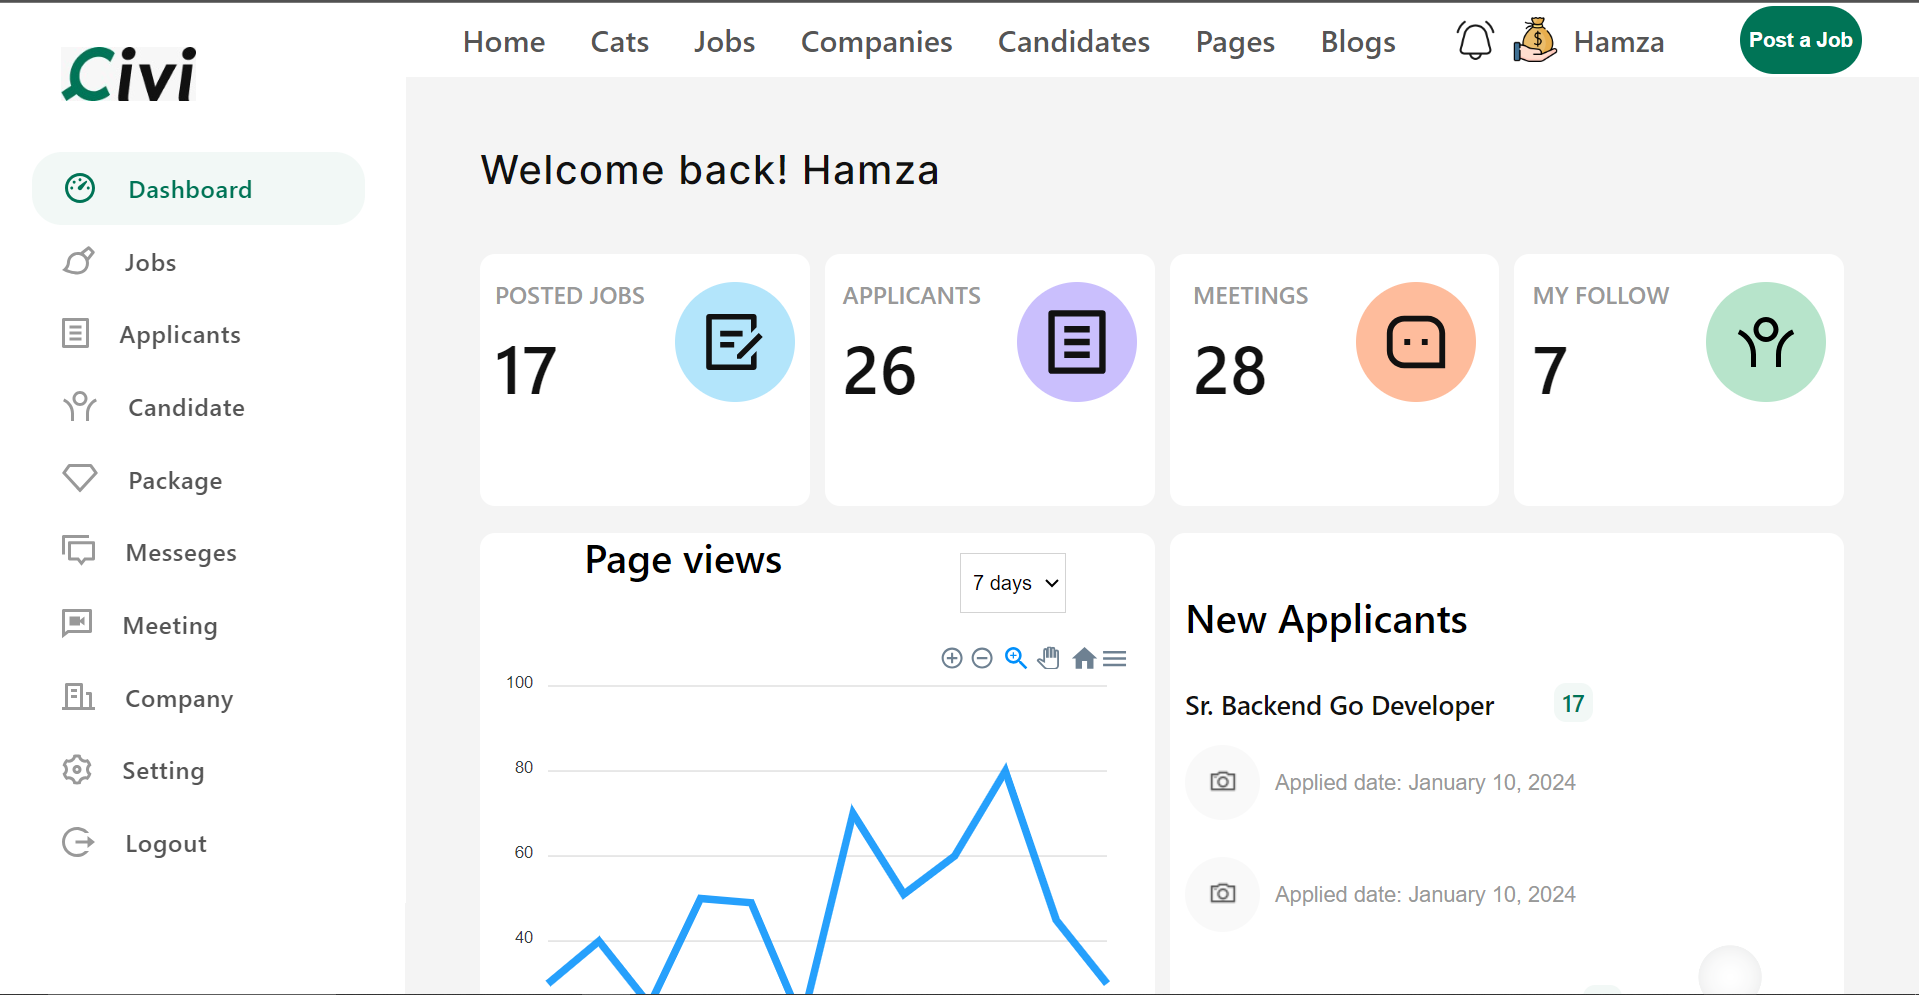 Civi
Home Cats Jobs Companies Candidates Pages Blogs $ Hamza Post a Job
Dashboard
Jobs
Applicants
Candidate
Package
Messeges
Meeting
Company
Setting
Logout
Welcome back! Hamza
POSTED JOBS
17
APPLICANTS
26
MEETINGS
28
MY FOLLOW
7
Page views
7 days
100
80
60
40
New Applicants
Sr. Backend Go Developer 17
Applied date: January 10, 2024
Applied date: January 10, 2024